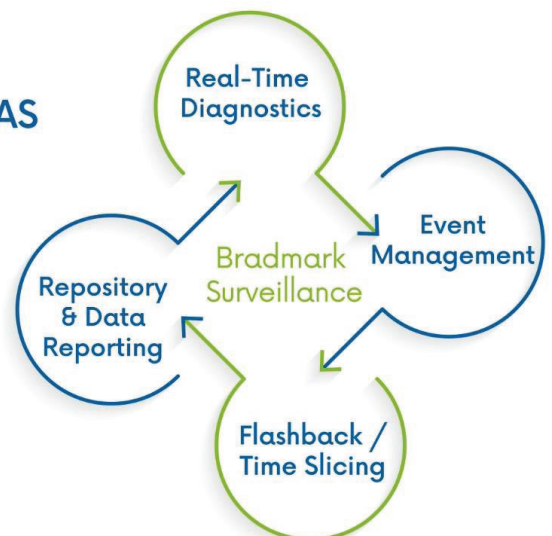 AS
Real-Time
Diagnostics
Event
Management
Bradmark
Surveillance
Repository
& Data
Reporting
Flashback /
Time Slicing